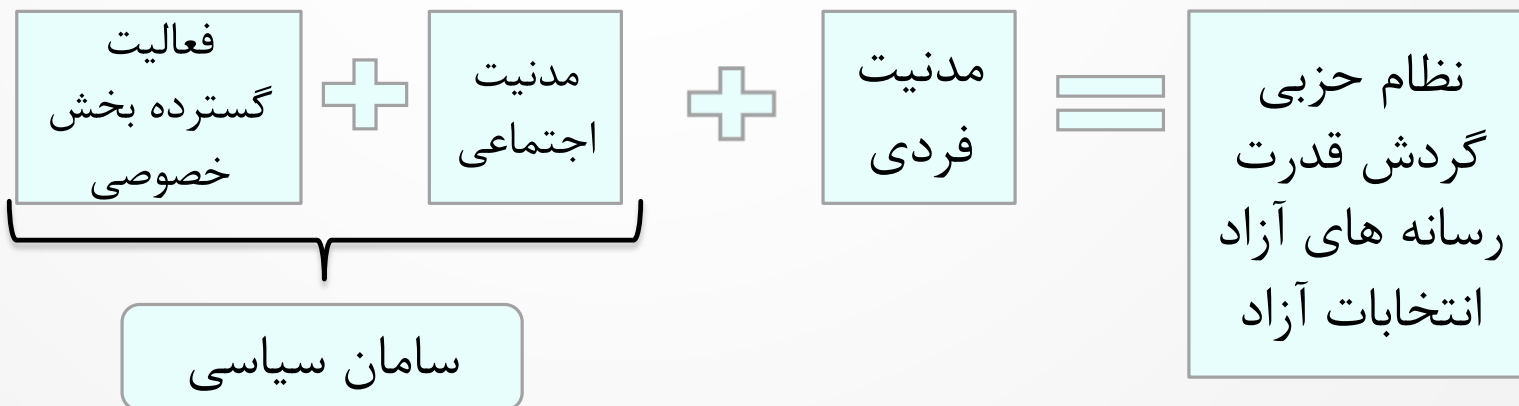 فعالیت
گسترده بخش
خصوصی
مدنیت
اجتماعی
مدنیت
فردی
نظام حزبی
گردش قدرت
رسانه های آزاد
انتخابات آزاد
سامان سیاسی